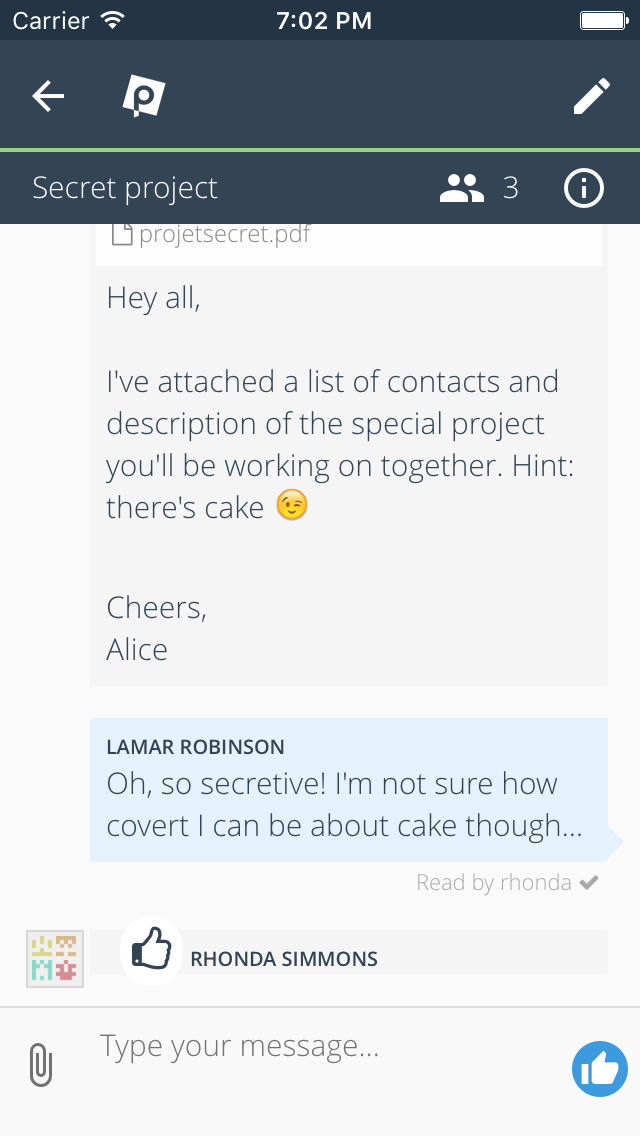 Carrier 7:02 PM
Secret project 3
projetsecret.pdf
Hey all,
I've attached a list of contacts and
description of the special project
you'll be working on together. Hint:
there's cake 😉
Cheers,
Alice
LAMAR ROBINSON
Oh, so secretive! I'm not sure how
covert I can be about cake though...
Read by rhonda
RHONDA SIMMONS
Type your message...